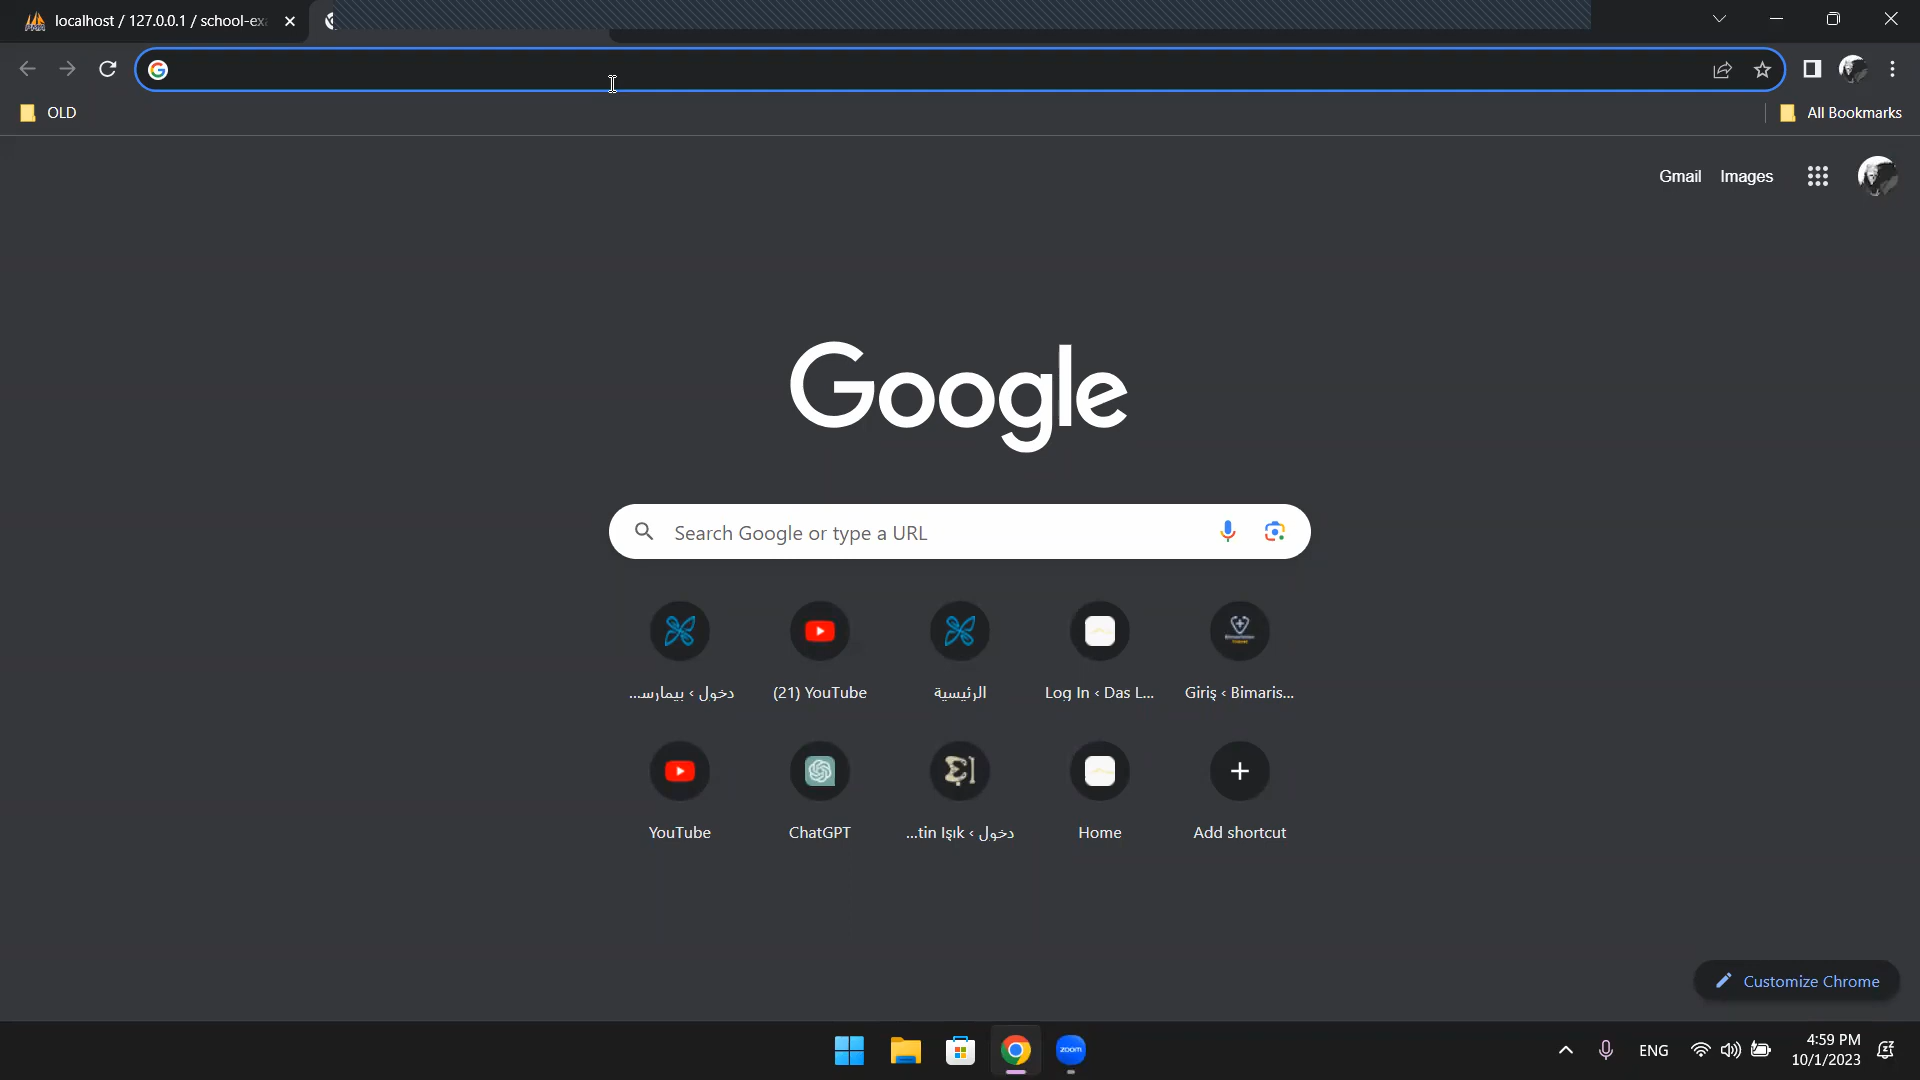 localhost / 127.0.0.1 / school-ex
OLD
All Bookmarks
Gmail Images
Google
Search Google or type a URL
دخول ‹ بيمارس...
(21) YouTube
الرئيسية
Log In ‹ Das L...
Giriş ‹ Bimaris...
YouTube
ChatGPT
دخول ‹ tin Işık...
Home
Add shortcut
Customize Chrome
zoom
ENG
4:59 PM
10/1/2023